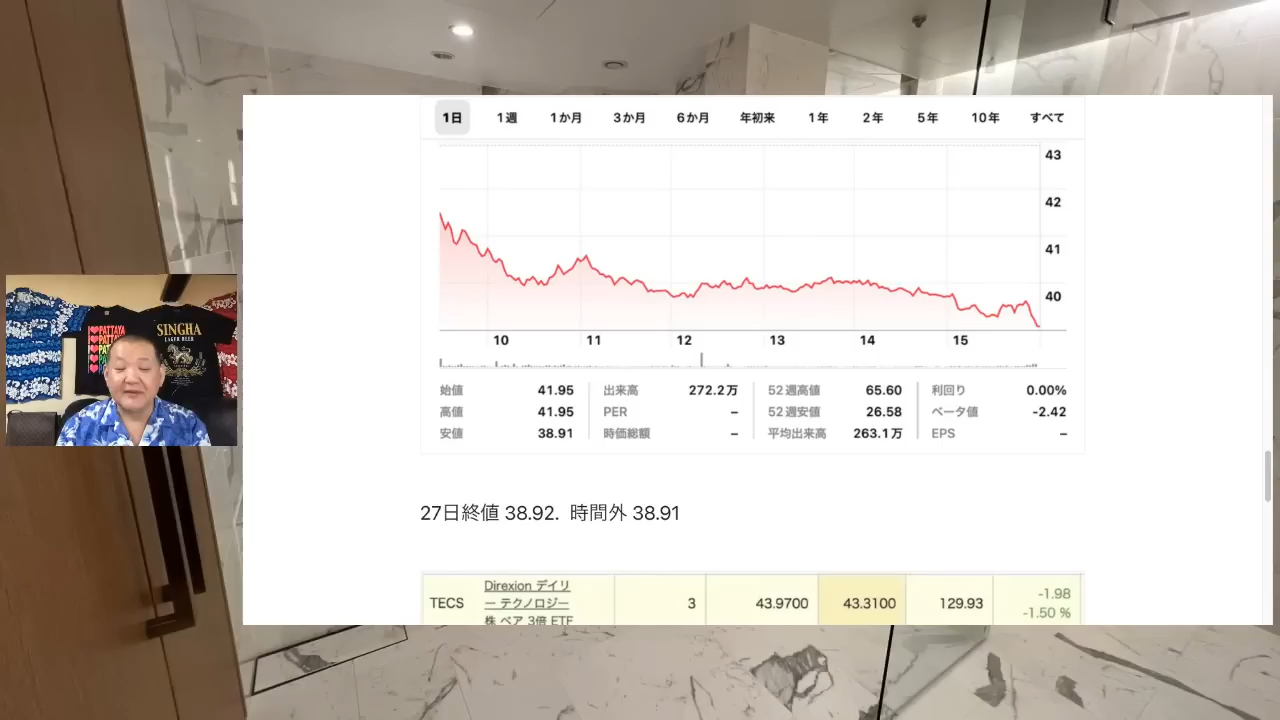 1日 1週 1か月 3か月 6か月 年初来 1年 2年 5年 10年 すべて
43
42
41
40
10 11 12 13 14 15
始値 41.95 出来高 272.2万 52週高値 65.60 利回り 0.00%
高値 41.95 PER – 52週安値 26.58 ベータ値 -2.42
安値 38.91 時価総額 – 平均出来高 263.1万 EPS –
27日終値 38.92. 時間外 38.91
TECS Direxion デイリ
ー テクノロジー
株 ベア 3倍 ETF
3 43.9700 43.3100 129.93 -1.98
-1.50 %
PATTAYA
PATTAYA
SINGHA
LAGER BEER